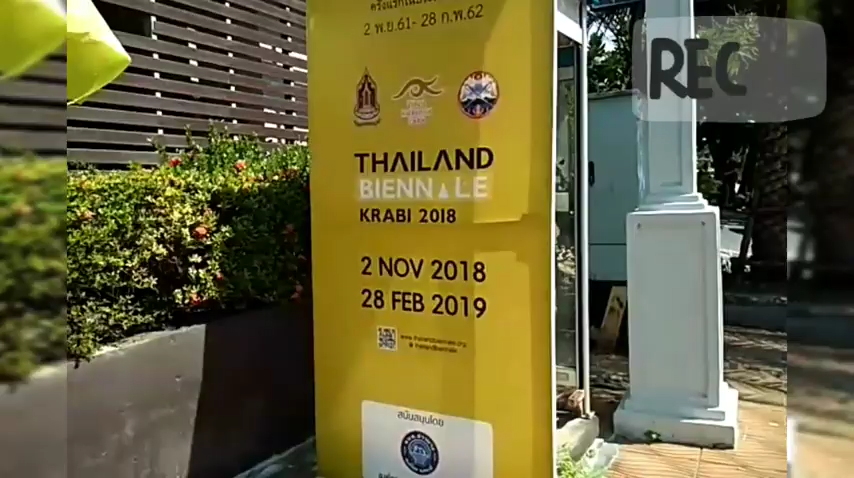 2 พ.ย.61- 28 ก.พ.62
REC
THAILAND
BIENNALE
KRABI 2018
2 NOV 2018
28 FEB 2019
สนับสนุนโดย